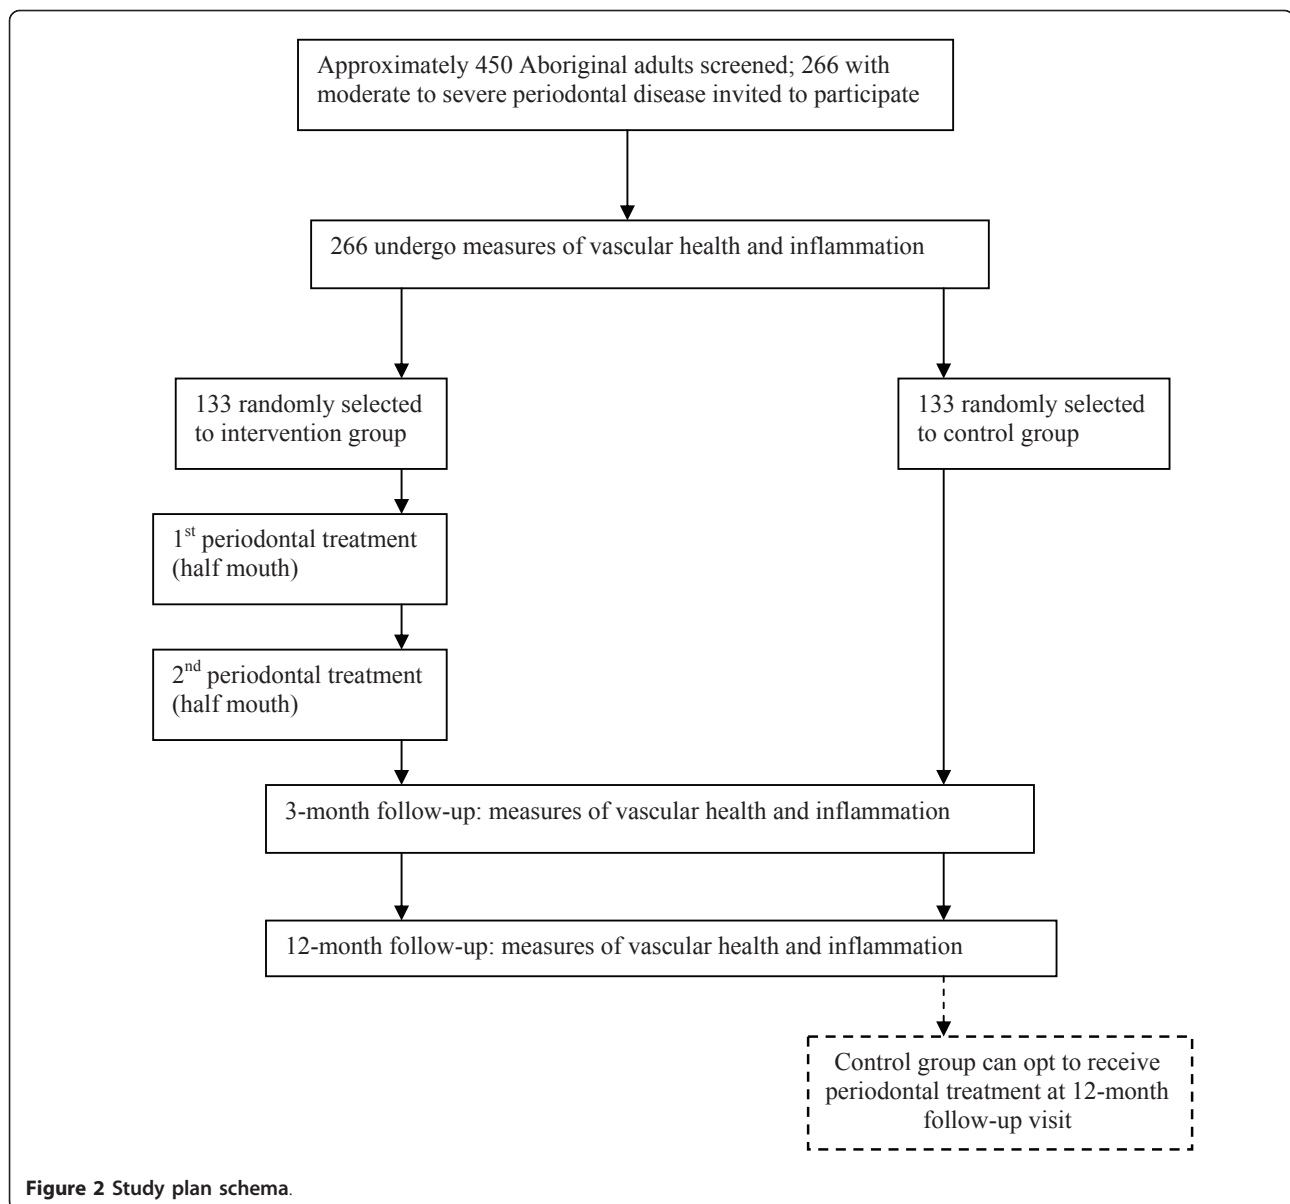 Approximately 450 Aboriginal adults screened; 266 with
moderate to severe periodontal disease invited to participate
266 undergo measures of vascular health and inflammation
133 randomly selected
to intervention group
133 randomly selected
to control group
1st periodontal treatment
(half mouth)
2nd periodontal treatment
(half mouth)
3-month follow-up: measures of vascular health and inflammation
12-month follow-up: measures of vascular health and inflammation
Control group can opt to receive
periodontal treatment at 12-month
follow-up visit
Figure 2 Study plan schema.